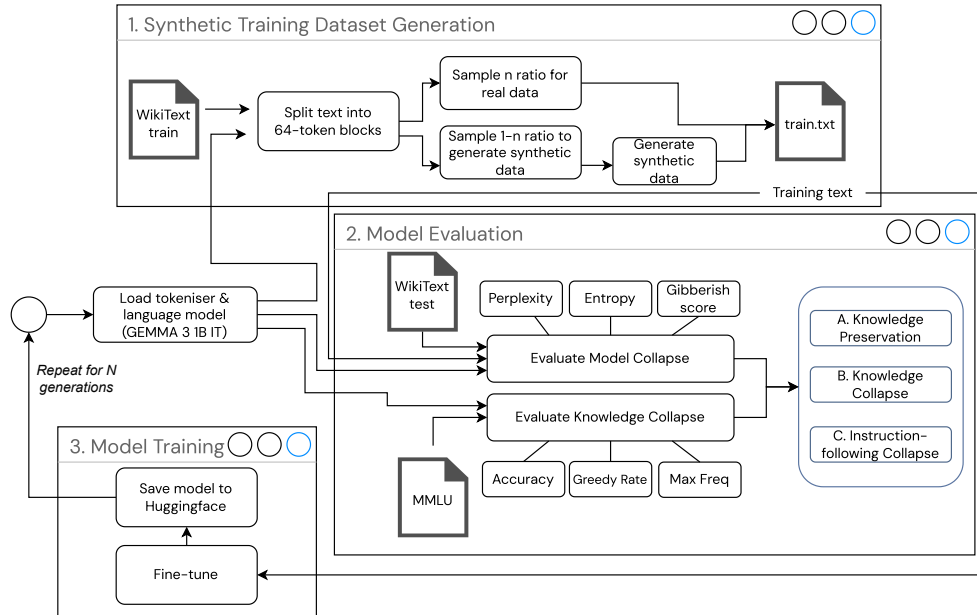 1. Synthetic Training Dataset Generation
WikiText
train
Split text into
64-token blocks
Sample n ratio for
real data
Sample 1-n ratio to
generate synthetic
data
Generate
synthetic
data
train.txt
Training text
2. Model Evaluation
WikiText
test
Perplexity
Entropy
Gibberish
score
Evaluate Model Collapse
Evaluate Knowledge Collapse
Accuracy
Greedy Rate
Max Freq
MMLU
A. Knowledge
Preservation
B. Knowledge
Collapse
C. Instruction-
following Collapse
Load tokeniser &
language model
(GEMMA 3 1B IT)
Repeat for N
generations
3. Model Training
Save model to
Huggingface
Fine-tune